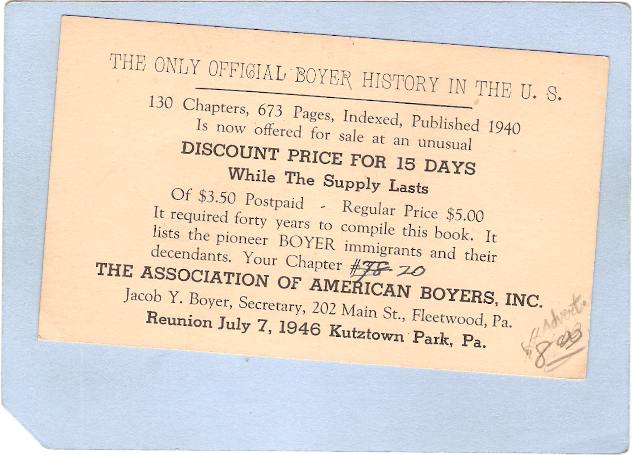 THE ONLY OFFICIAL BOYER HISTORY IN THE U. S.
130 Chapters, 673 Pages, Indexed, Published 1940
Is now offered for sale at an unusual
DISCOUNT PRICE FOR 15 DAYS
While The Supply Lasts
Of $3.50 Postpaid - Regular Price $5.00
It required forty years to compile this book. It
lists the pioneer BOYER immigrants and their
decendants. Your Chapter # 20
THE ASSOCIATION OF AMERICAN BOYERS, INC.
Jacob Y. Boyer, Secretary, 202 Main St., Fleetwood, Pa.
Reunion July 7, 1946 Kutztown Park, Pa.
Advert.
8.00